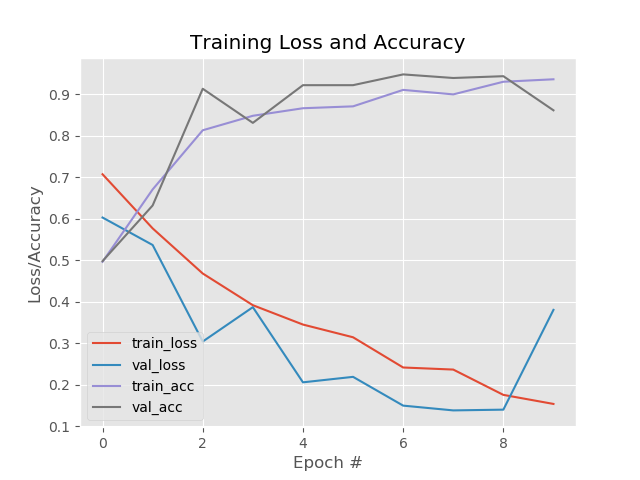 Training Loss and Accuracy
Loss/Accuracy
0.9
0.8
0.7
0.6
0.5
0.4
0.3
0.2
0.1
train_loss
val_loss
train_acc
val_acc
0 2 4 6 8
Epoch #